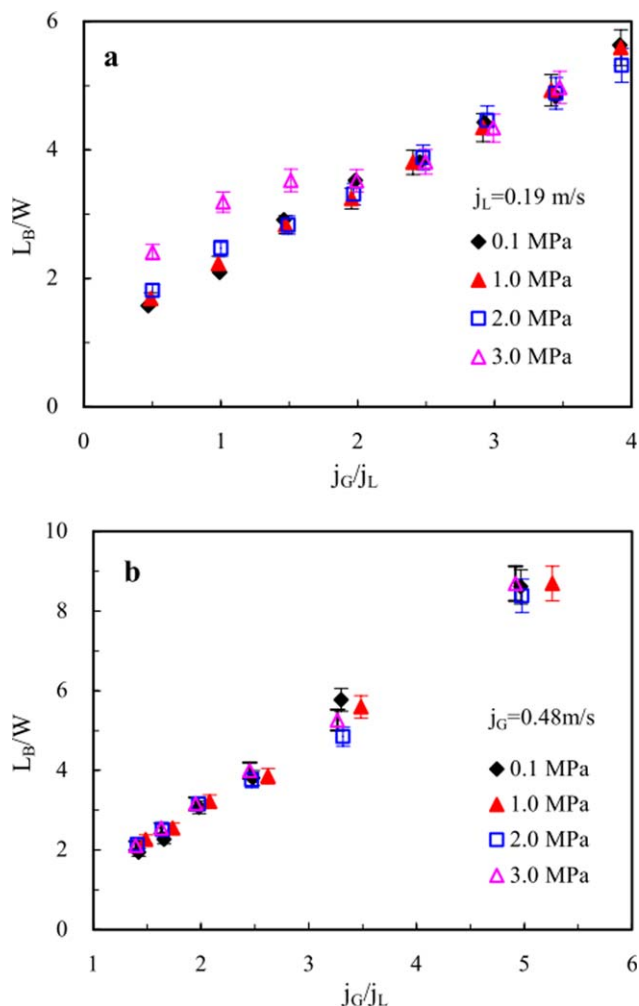 a
6
4
2
0
L_B/W
j_L=0.19 m/s
0.1 MPa
1.0 MPa
2.0 MPa
3.0 MPa
0 1 2 3 4
j_G/j_L
b
10
8
6
4
2
0
L_B/W
j_G=0.48m/s
0.1 MPa
1.0 MPa
2.0 MPa
3.0 MPa
1 2 3 4 5 6
j_G/j_L